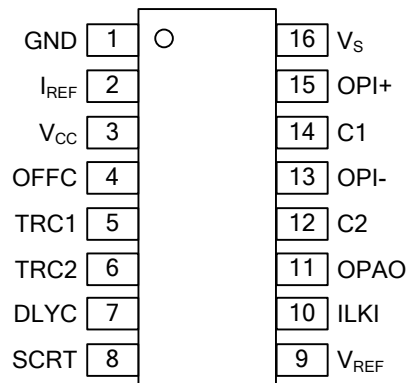 GND 1 16 VS
IREF 2 15 OPI+
VCC 3 14 C1
OFFC 4 13 OPI-
TRC1 5 12 C2
TRC2 6 11 OPAO
DLYC 7 10 ILKI
SCRT 8 9 VREF